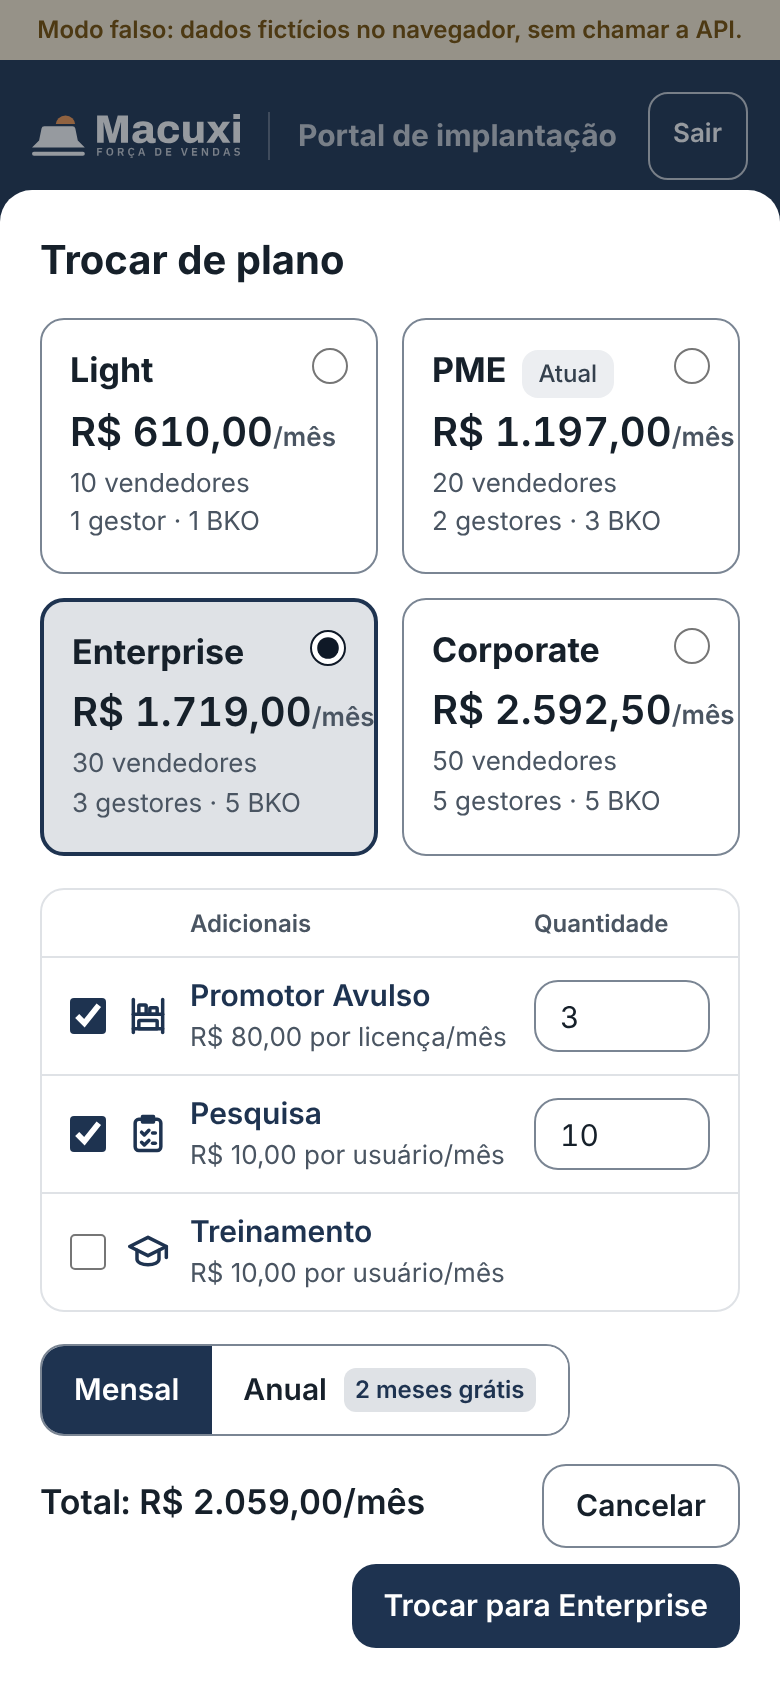 Modo falso: dados fictícios no navegador, sem chamar a API.
Macuxi
FORÇA DE VENDAS
Portal de implantação
Sair
Trocar de plano
Light
R$ 610,00/mês
10 vendedores
1 gestor · 1 BKO
PME Atual
R$ 1.197,00/mês
20 vendedores
2 gestores · 3 BKO
Enterprise
R$ 1.719,00/mês
30 vendedores
3 gestores · 5 BKO
Corporate
R$ 2.592,50/mês
50 vendedores
5 gestores · 5 BKO
Adicionais Quantidade
Promotor Avulso
R$ 80,00 por licença/mês
3
Pesquisa
R$ 10,00 por usuário/mês
10
Treinamento
R$ 10,00 por usuário/mês
Mensal Anual 2 meses grátis
Total: R$ 2.059,00/mês
Cancelar
Trocar para Enterprise